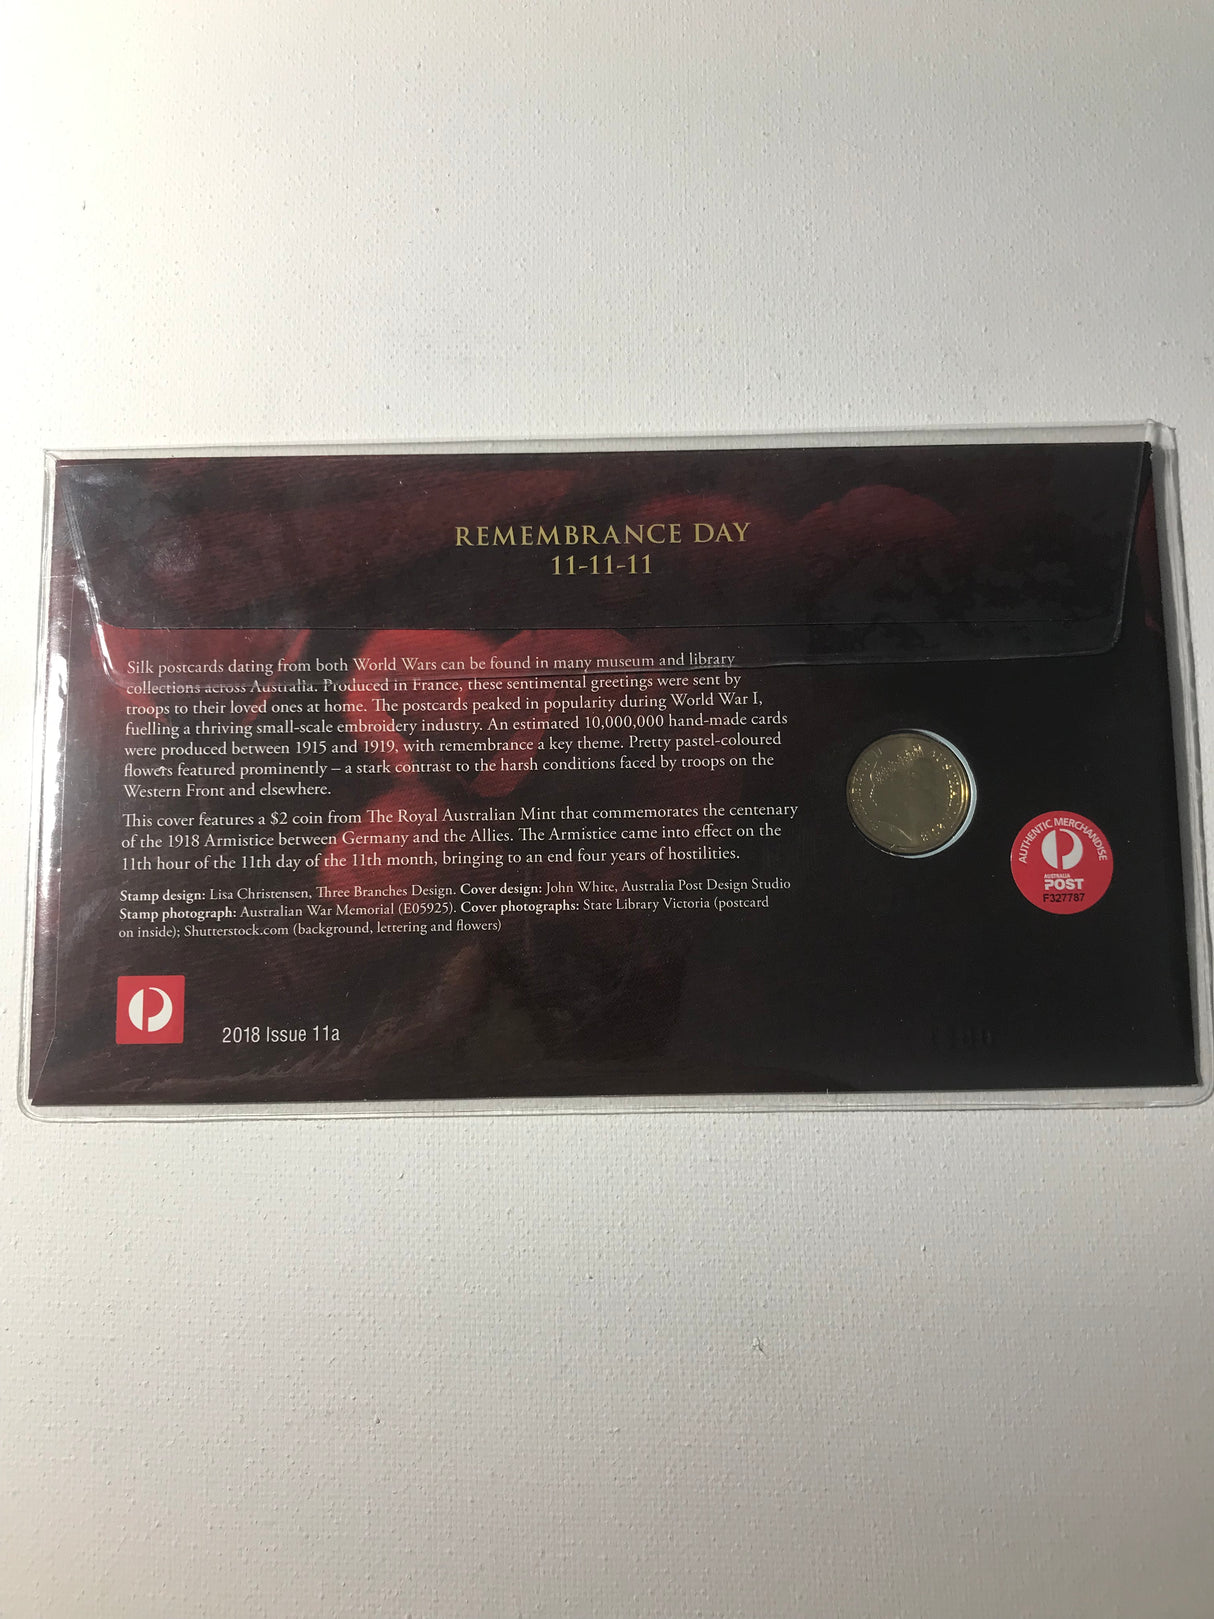 REMEMBRANCE DAY
11-11-11
Silk postcards dating from both World Wars can be found in many museum and library
collections across Australia. Produced in France, these sentimental greetings were sent by
troops to their loved ones at home. The postcards peaked in popularity during World War I,
fuelling a thriving small-scale embroidery industry. An estimated 10,000,000 hand-made cards
were produced between 1915 and 1919, with remembrance a key theme. Pretty pastel-coloured
flowers featured prominently – a stark contrast to the harsh conditions faced by troops on the
Western Front and elsewhere.
This cover features a $2 coin from The Royal Australian Mint that commemorates the centenary
of the 1918 Armistice between Germany and the Allies. The Armistice came into effect on the
11th hour of the 11th day of the 11th month, bringing to an end four years of hostilities.
Stamp design: Lisa Christensen, Three Branches Design. Cover design: John White, Australia Post Design Studio
Stamp photograph: Australian War Memorial (E05925). Cover photographs: State Library Victoria (postcard
on inside); Shutterstock.com (background, lettering and flowers)
AUTHENTIC MERCHANDISE
AUSTRALIA
POST
F327787
2018 Issue 11a